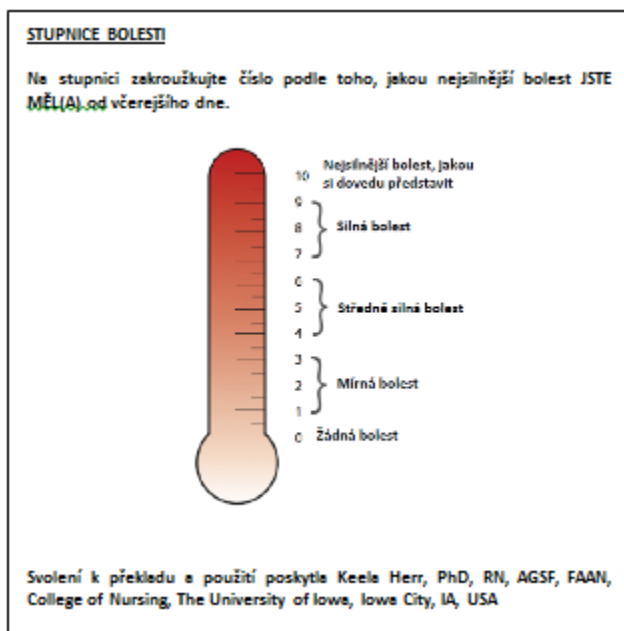 STUPNICE BOLESTI
Na stupnici zakroužkujte číslo podle toho, jakou nejsilnější bolest JSTE
MĚL(A) od včerejšího dne.
10 Nejsilnější bolest, jakou
si dovedu představit
9
8 Silná bolest
7
6
5 Středně silná bolest
4
3
2 Mírná bolest
1
0 Žádná bolest
Svolení k překladu a použití poskytla Keela Herr, PhD, RN, AGSF, FAAN,
College of Nursing, The University of Iowa, Iowa City, IA, USA